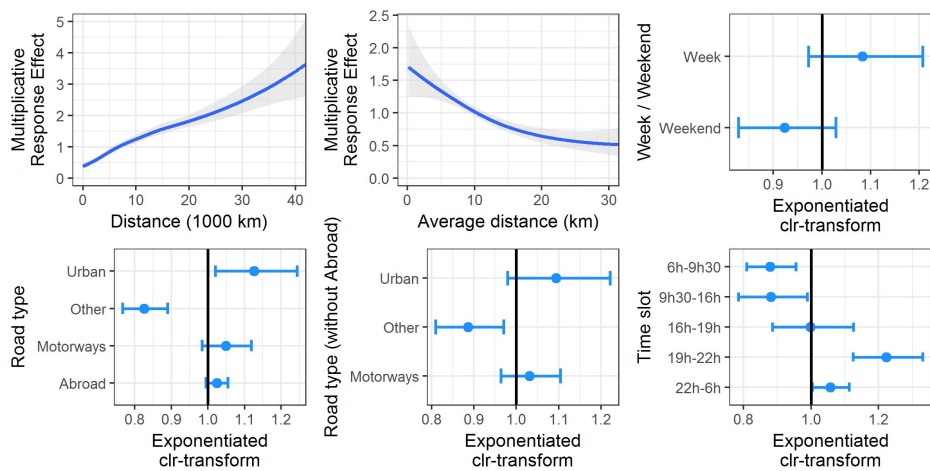 Multiplicative
Response Effect
5
4
3
2
1
0
0 10 20 30 40
Distance (1000 km)
Multiplicative
Response Effect
2.5
2.0
1.5
1.0
0.5
0.0
0 10 20 30
Average distance (km)
Week / Weekend
Week
Weekend
0.9 1.0 1.1 1.2
Exponentiated
clr-transform
Road type
Urban
Other
Motorways
Abroad
0.8 0.9 1.0 1.1 1.2
Exponentiated
clr-transform
Road type (without Abroad)
Urban
Other
Motorways
0.8 0.9 1.0 1.1 1.2
Exponentiated
clr-transform
Time slot
6h-9h30
9h30-16h
16h-19h
19h-22h
22h-6h
0.8 1.0 1.2
Exponentiated
clr-transform